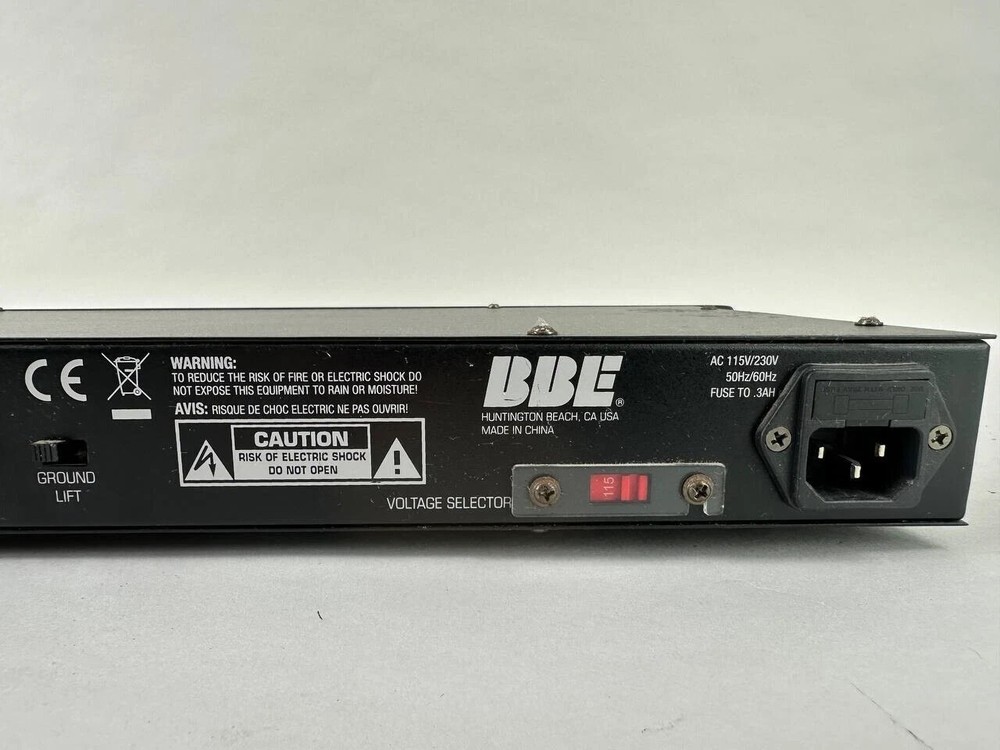 CE
WARNING:
TO REDUCE THE RISK OF FIRE OR ELECTRIC SHOCK DO
NOT EXPOSE THIS EQUIPMENT TO RAIN OR MOISTURE!
AVIS: RISQUE DE CHOC ELECTRIC NE PAS OUVRIR!
CAUTION
RISK OF ELECTRIC SHOCK
DO NOT OPEN
GROUND
LIFT
BBE®
HUNTINGTON BEACH, CA USA
MADE IN CHINA
VOLTAGE SELECTOR
115
AC 115V/230V
50Hz/60Hz
FUSE TO .3AH